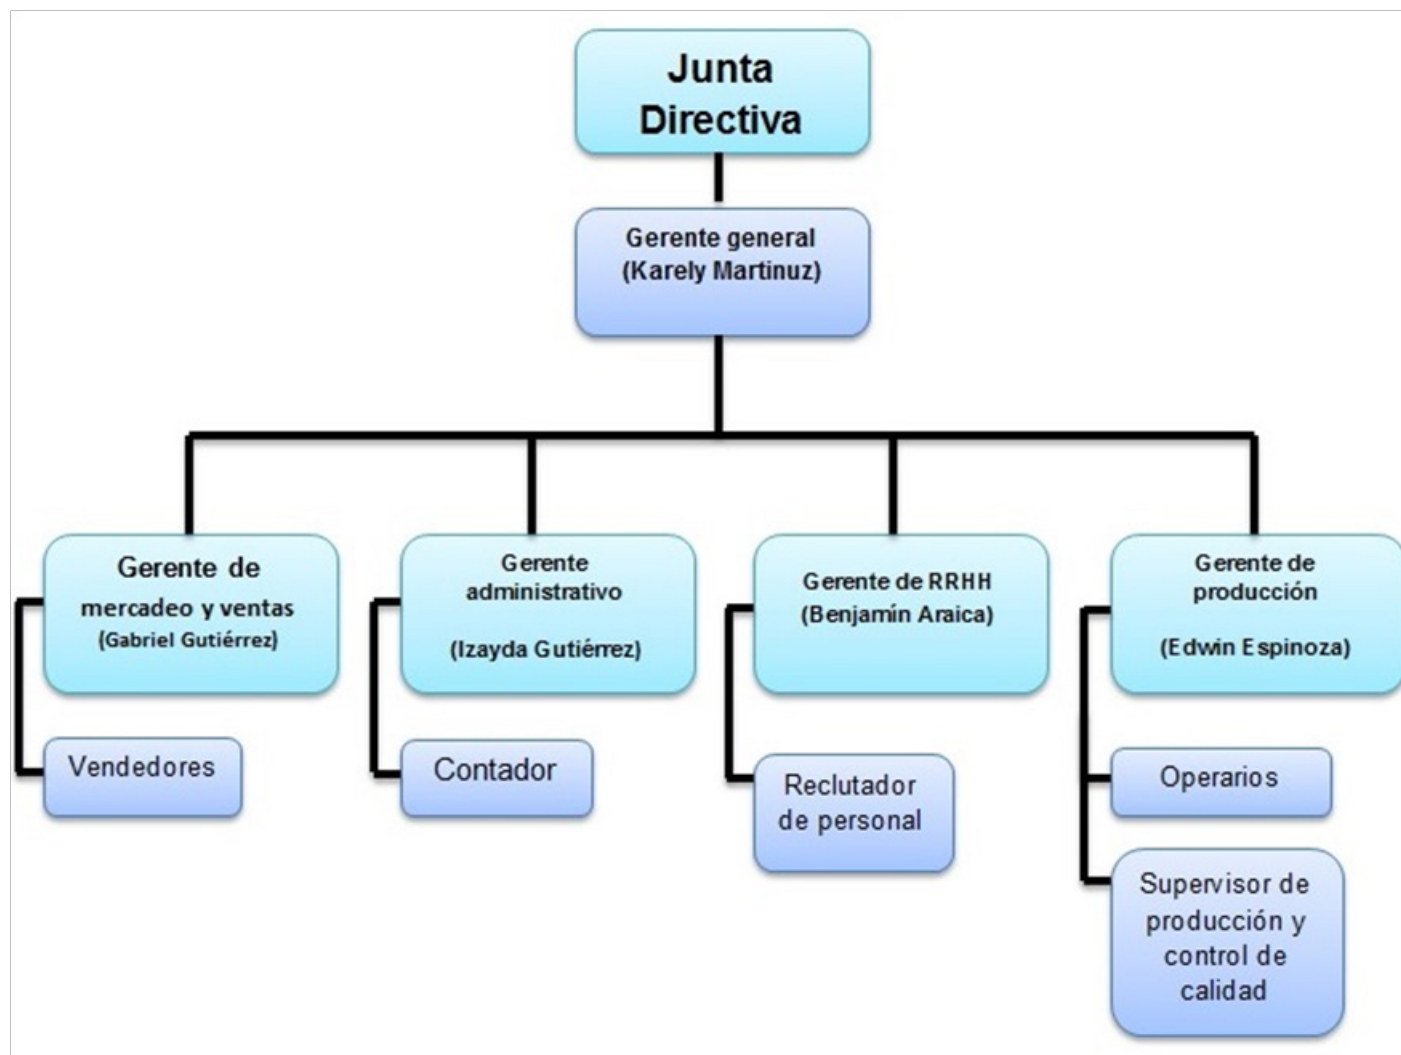 Junta
Directiva
Gerente general
(Karely Martinuz)
Gerente de
mercadeo y ventas
(Gabriel Gutiérrez)
Vendedores
Gerente
administrativo
(Izayda Gutiérrez)
Contador
Gerente de RRHH
(Benjamín Araica)
Reclutador
de personal
Gerente de
producción
(Edwin Espinoza)
Operarios
Supervisor de
producción y
control de
calidad